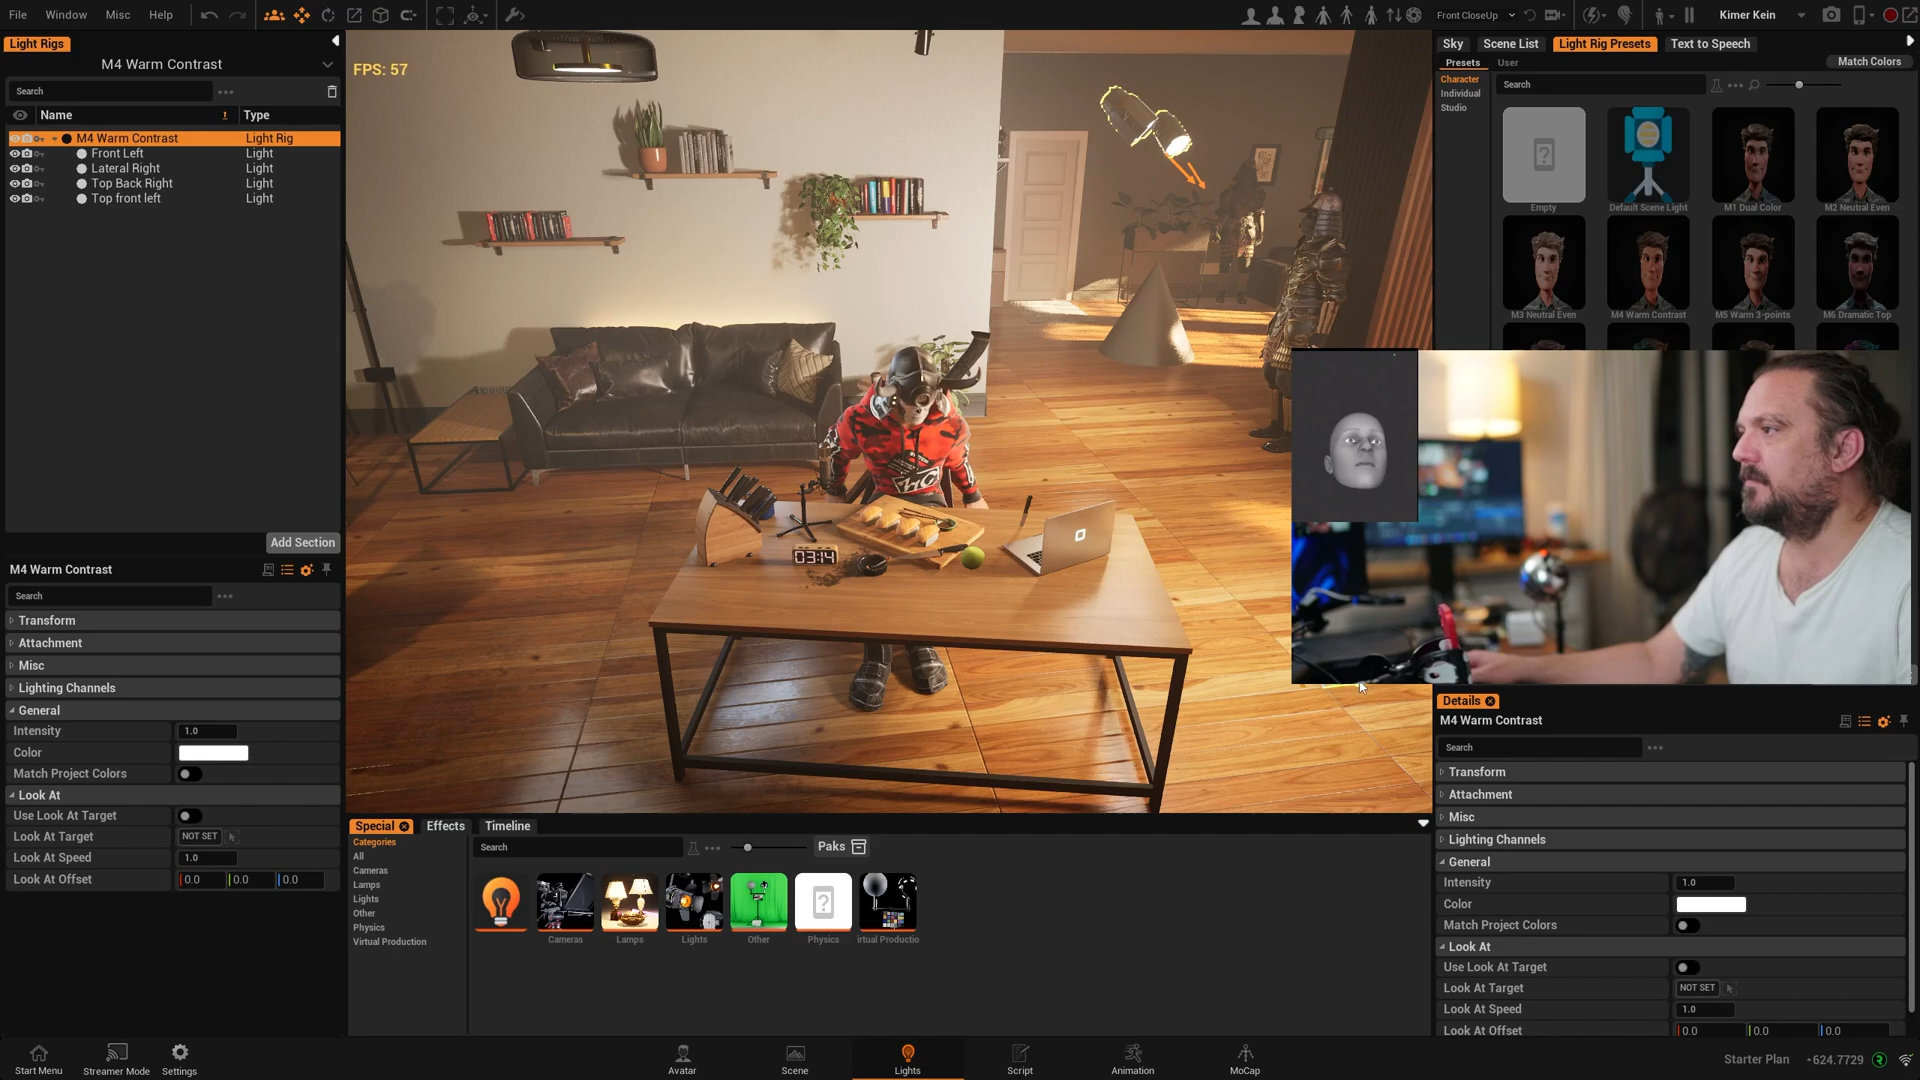 File Window Misc Help
Front CloseUp
Kimer Kein
Light Rigs
M4 Warm Contrast
Search
Name
Type
M4 Warm Contrast Light Rig
Front Left Light
Lateral Right Light
Top Back Right Light
Top front left Light
Add Section
M4 Warm Contrast
Search
Transform
Attachment
Misc
Lighting Channels
General
Intensity 1.0
Color
Match Project Colors
Look At
Use Look At Target
Look At Target NOT SET
Look At Speed 1.0
Look At Offset 0.0 0.0 0.0
FPS: 57
03:14
Special Effects Timeline
Categories
All
Cameras
Lamps
Lights
Other
Physics
Virtual Production
Search
Paks
Cameras Lamps Lights Other Physics irtual Productio
Sky Scene List Light Rig Presets Text to Speech
Presets User
Match Colors
Character
Individual
Studio
Search
Empty Default Scene Light M1 Dual Color M2 Neutral Even
M3 Neutral Even M4 Warm Contrast M5 Warm 3-points M6 Dramatic Top
Details
M4 Warm Contrast
Search
Transform
Attachment
Misc
Lighting Channels
General
Intensity 1.0
Color
Match Project Colors
Look At
Use Look At Target
Look At Target NOT SET
Look At Speed 1.0
Look At Offset 0.0 0.0 0.0
Start Menu Streamer Mode Settings
Avatar Scene Lights Script Animation MoCap
Starter Plan -624.7729